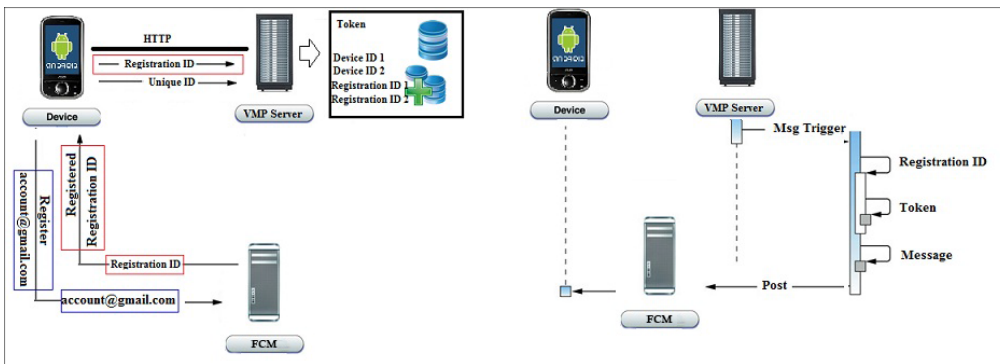 HTTP
Registration ID
Unique ID
ANDROID
Device
VMP Server
Token
Device ID 1
Device ID 2
Registration ID 1
Registration ID 2
Register
account@gmail.com
Registered
Registration ID
Registration ID
account@gmail.com
FCM
ANDROID
Device
VMP Server
Msg Trigger
Registration ID
Token
Message
Post
FCM